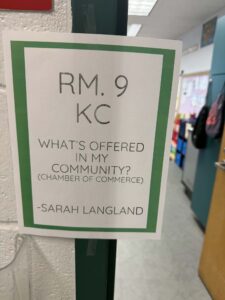 RM. 9
KC
WHAT'S OFFERED
IN MY
COMMUNITY?
(CHAMBER OF COMMERCE)
-SARAH LANGLAND